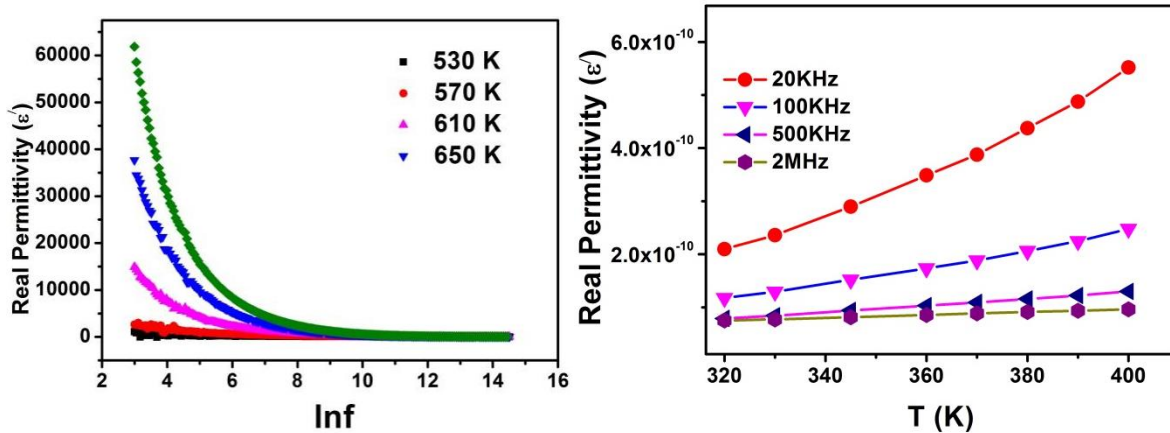 Real Permittivity (ε/)
60000
50000
40000
30000
20000
10000
0
2 4 6 8 10 12 14 16
lnf
530 K
570 K
610 K
650 K
Real Permittivity (ε/)
6.0x10-10
4.0x10-10
2.0x10-10
320 340 360 380 400
T (K)
20KHz
100KHz
500KHz
2MHz